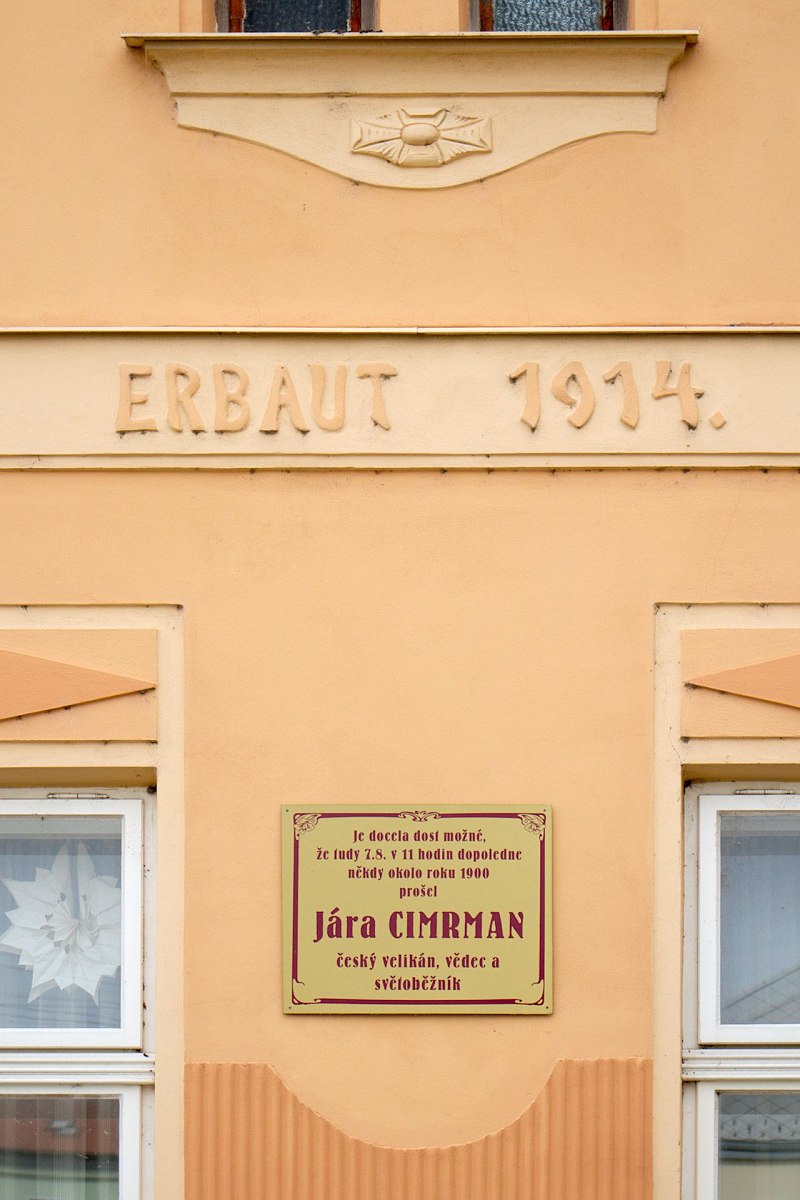 ERBAUT 1914.
Je docela dost možné,
že tudy 7.8. v 11 hodin dopoledne
někdy okolo roku 1900
prošel
Jára CIMRMAN
český velikán, vědec a
světoběžník